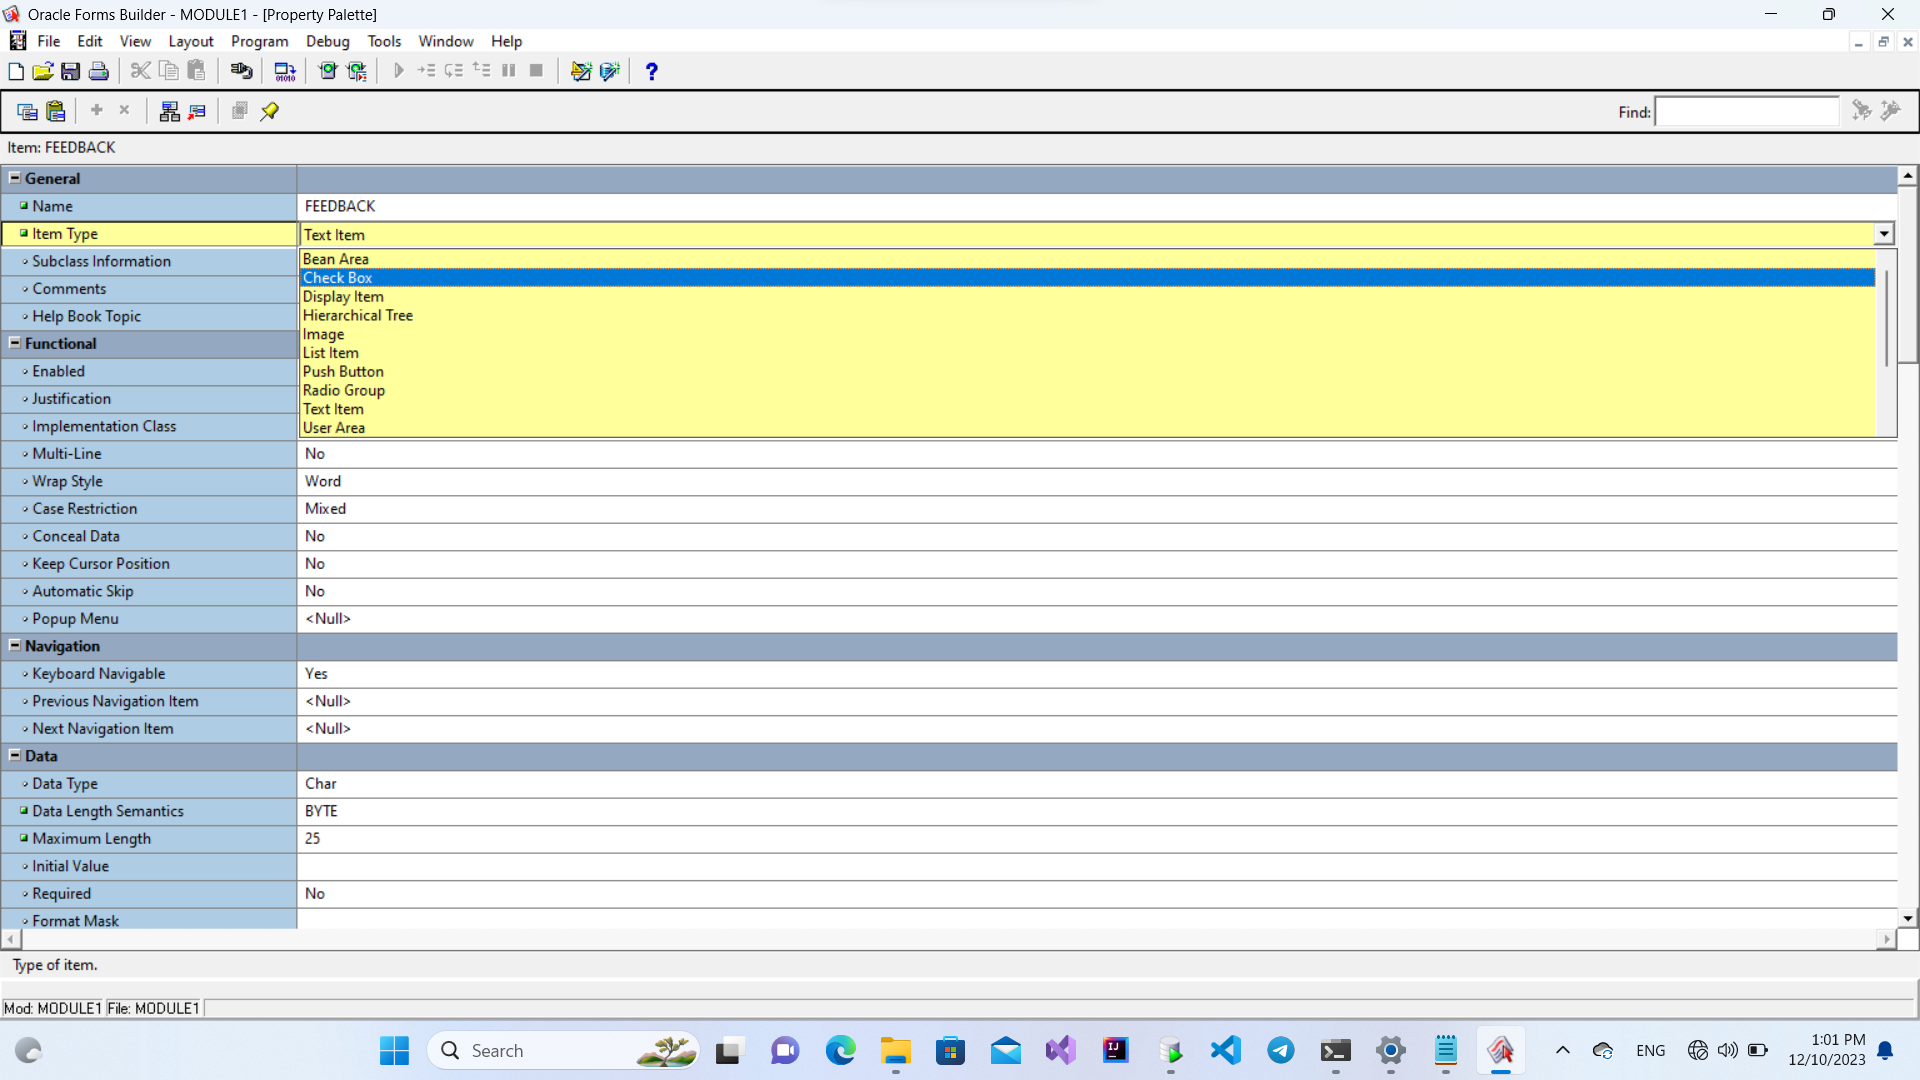 Oracle Forms Builder - MODULE1 - [Property Palette]
File Edit View Layout Program Debug Tools Window Help
Find:
Item: FEEDBACK
General
Name FEEDBACK
Item Type Text Item
Subclass Information
Comments
Help Book Topic
Functional
Enabled
Justification
Implementation Class
Bean Area
Check Box
Display Item
Hierarchical Tree
Image
List Item
Push Button
Radio Group
Text Item
User Area
Multi-Line No
Wrap Style Word
Case Restriction Mixed
Conceal Data No
Keep Cursor Position No
Automatic Skip No
Popup Menu <Null>
Navigation
Keyboard Navigable Yes
Previous Navigation Item <Null>
Next Navigation Item <Null>
Data
Data Type Char
Data Length Semantics BYTE
Maximum Length 25
Initial Value
Required No
Format Mask
Type of item.
Mod: MODULE1 File: MODULE1
Search
ENG
1:01 PM
12/10/2023